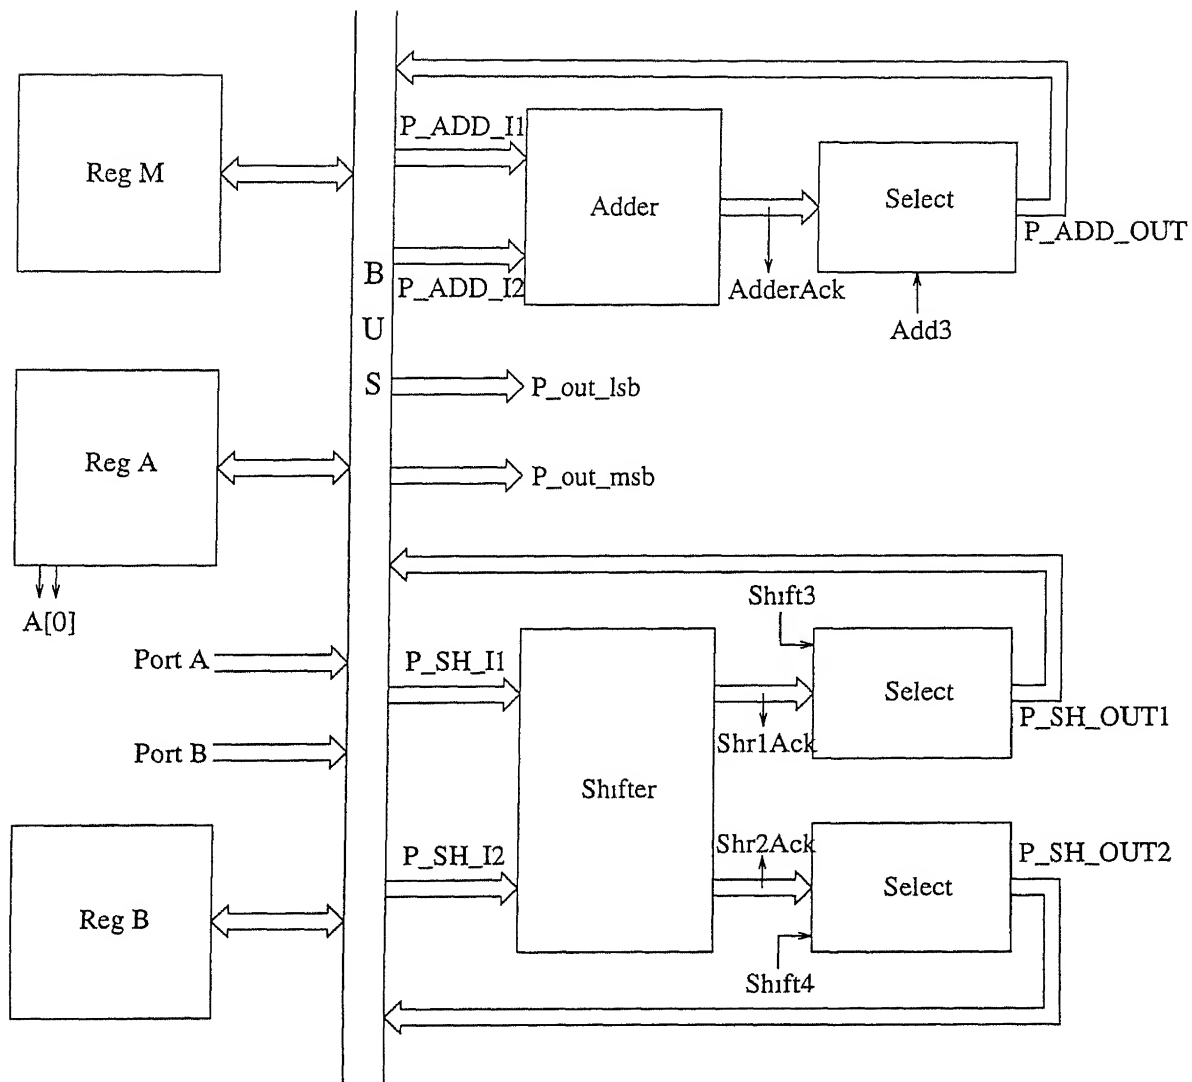 Reg M
P_ADD_I1
Adder
Select
P_ADD_OUT
P_ADD_I2
AdderAck
Add3
B
U
S
P_out_lsb
Reg A
P_out_msb
A[0]
Shift3
Port A
P_SH_I1
Select
P_SH_OUT1
Shr1Ack
Port B
Shifter
Shr2Ack
P_SH_OUT2
P_SH_I2
Select
Reg B
Shift4